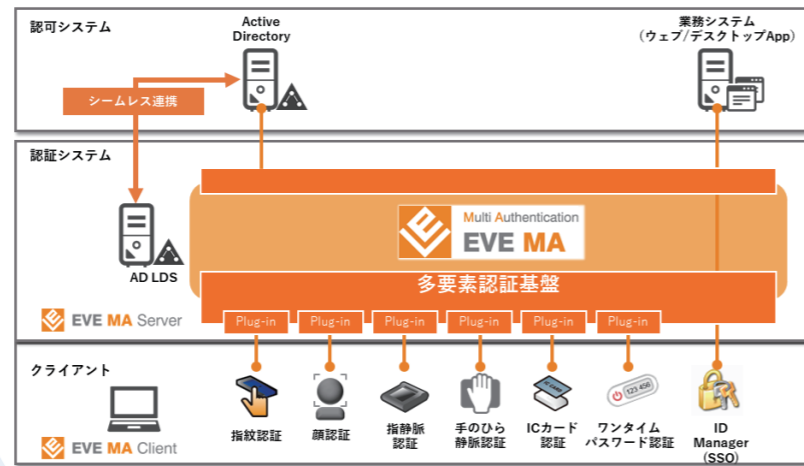 認可システム
Active
Directory
業務システム
(ウェブ/デスクトップApp)
シームレス連携
認証システム
Multi Authentication
EVE MA
AD LDS
多要素認証基盤
EVE MA Server
Plug-in
Plug-in
Plug-in
Plug-in
Plug-in
Plug-in
クライアント
IC CARD
123 456
指紋認証
顔認証
指静脈
認証
手のひら
静脈認証
ICカード
認証
ワンタイム
パスワード認証
ID
Manager
(SSO)
EVE MA Client